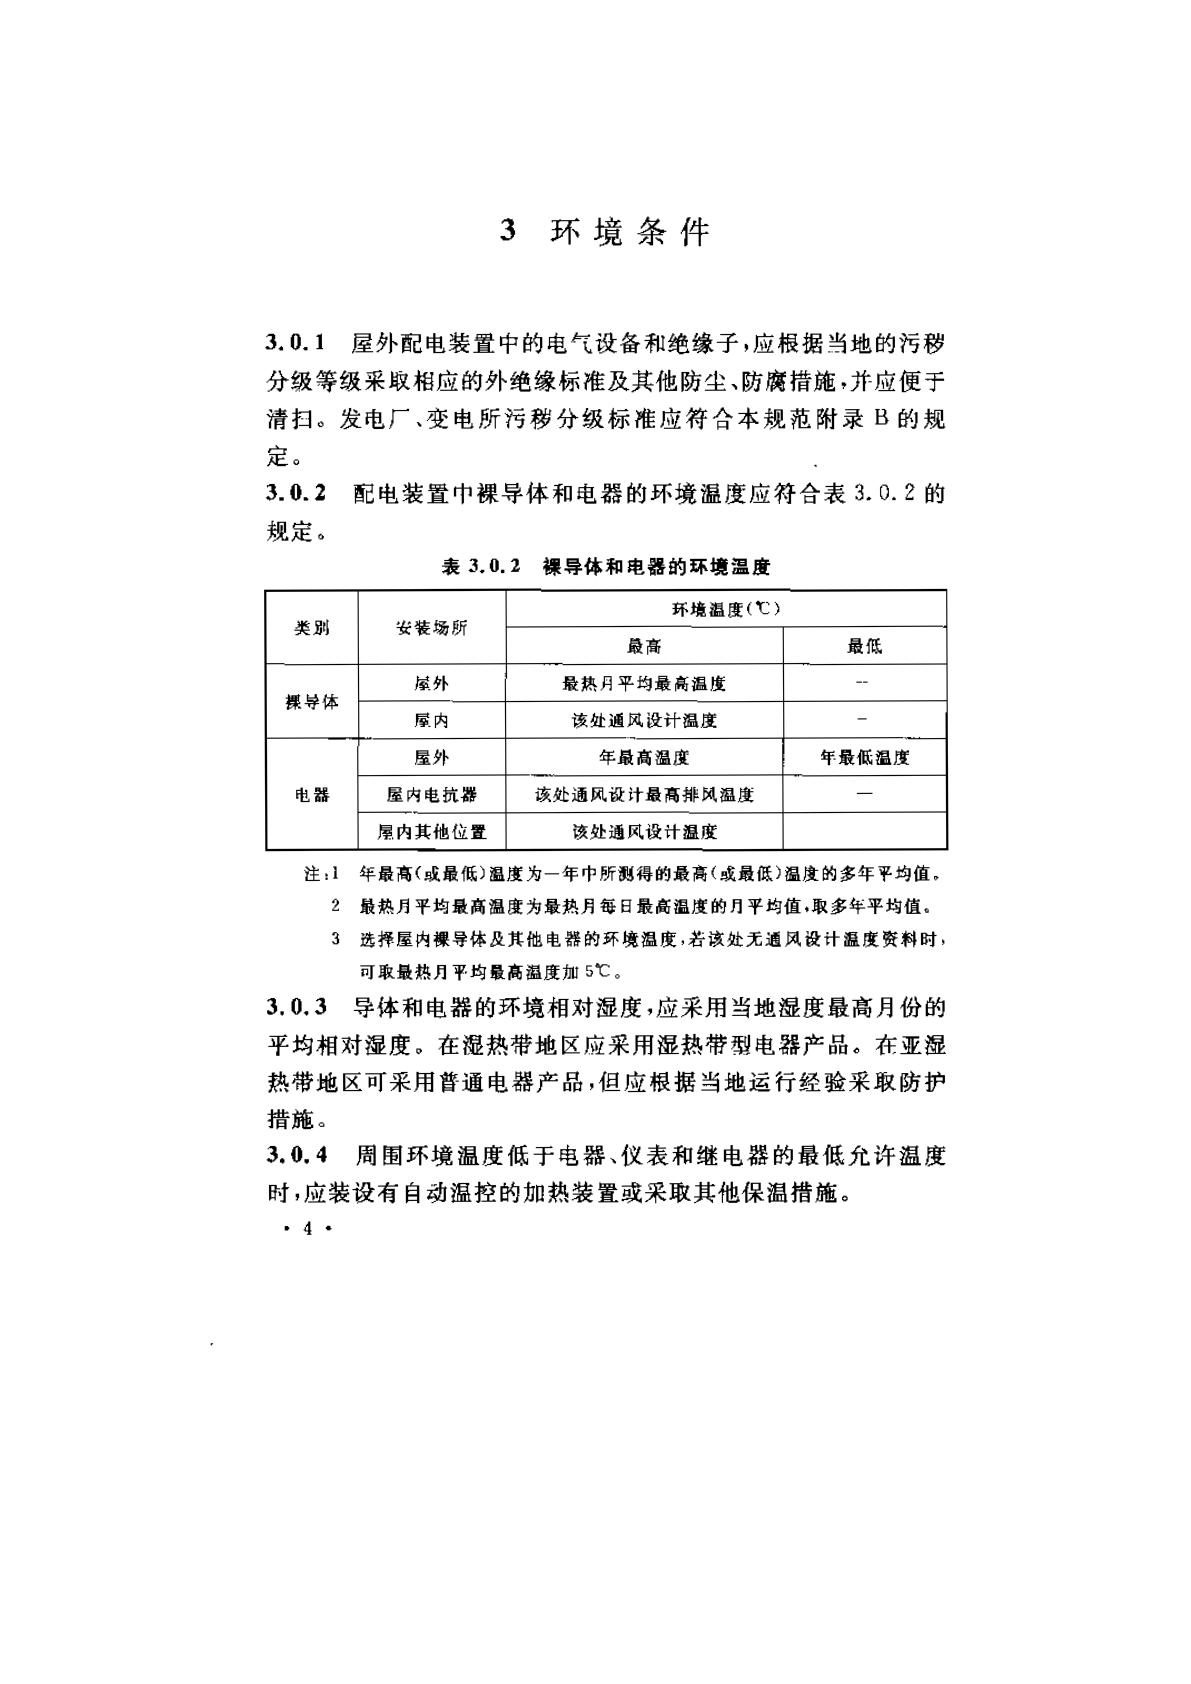 3 环境条件
3.0.1 屋外配电装置中的电气设备和绝缘子,应根据当地的污秽
分级等级采取相应的外绝缘标准及其他防尘、防腐措施,并应便于
清扫。发电厂、变电所污秽分级标准应符合本规范附录 B 的规
定。
3.0.2 配电装置中裸导体和电器的环境温度应符合表 3.0.2 的
规定。
表 3.0.2 裸导体和电器的环境温度
类别 安装场所 环境温度(℃)
最高 最低
裸导体 屋外 最热月平均最高温度 —
屋内 该处通风设计温度 —
电器 屋外 年最高温度 年最低温度
屋内电抗器 该处通风设计最高排风温度 —
屋内其他位置 该处通风设计温度
注:1 年最高(或最低)温度为一年中所测得的最高(或最低)温度的多年平均值。
2 最热月平均最高温度为最热月每日最高温度的月平均值,取多年平均值。
3 选择屋内裸导体及其他电器的环境温度,若该处无通风设计温度资料时,
可取最热月平均最高温度加 5℃。
3.0.3 导体和电器的环境相对湿度,应采用当地湿度最高月份的
平均相对湿度。在湿热带地区应采用湿热带型电器产品。在亚湿
热带地区可采用普通电器产品,但应根据当地运行经验采取防护
措施。
3.0.4 周围环境温度低于电器、仪表和继电器的最低允许温度
时,应装设有自动温控的加热装置或采取其他保温措施。
· 4 ·